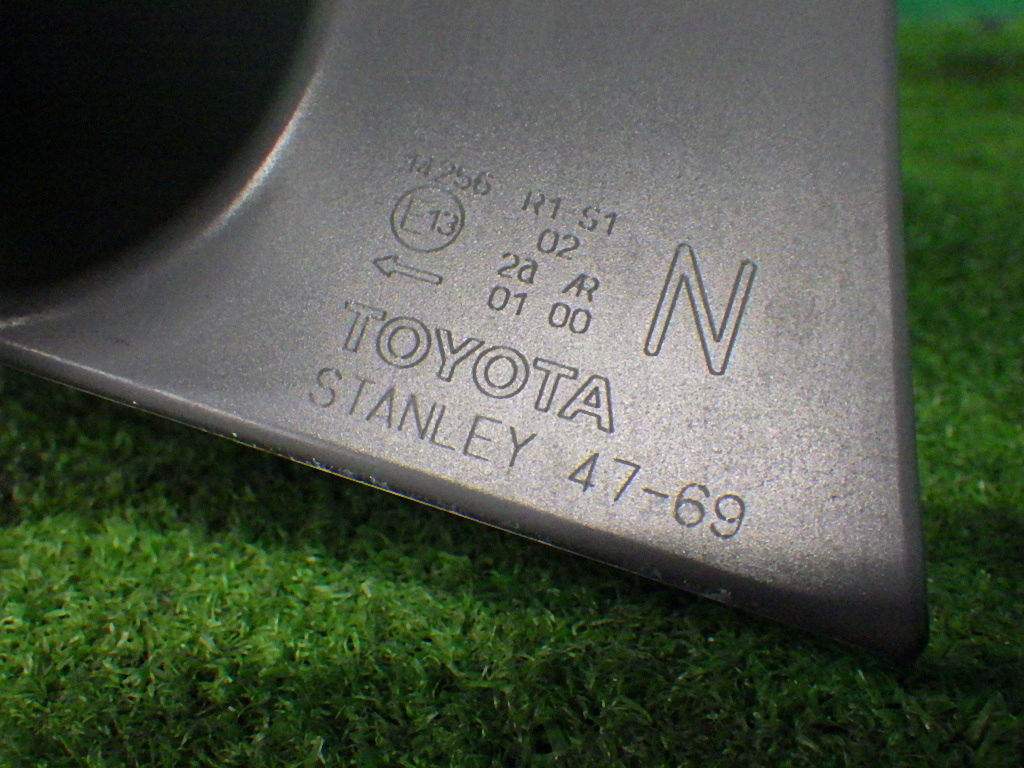 14256 R1-S1
E13 02
2a AR
01 00
N
TOYOTA
STANLEY 47-69